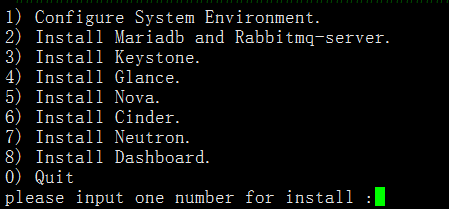 1) Configure System Environment.
2) Install Mariadb and Rabbitmq-server.
3) Install Keystone.
4) Install Glance.
5) Install Nova.
6) Install Cinder.
7) Install Neutron.
8) Install Dashboard.
0) Quit
please input one number for install :